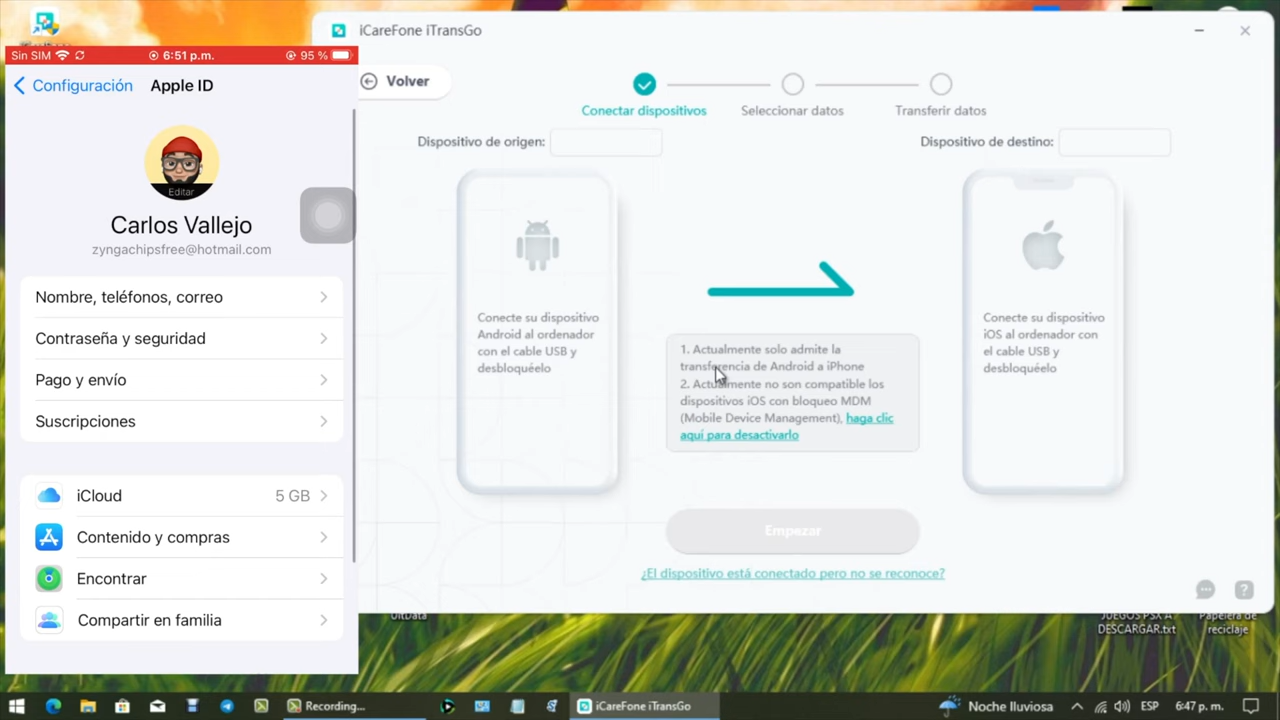 Sin SIM 6:51 p.m. 95 %
Configuración Apple ID
Editar
Carlos Vallejo
zyngachipsfree@hotmail.com
Nombre, teléfonos, correo
Contraseña y seguridad
Pago y envío
Suscripciones
iCloud 5 GB
Contenido y compras
Encontrar
Compartir en familia
iCareFone iTransGo
Volver
Conectar dispositivos
Seleccionar datos
Transferir datos
Dispositivo de origen:
Dispositivo de destino:
Conecte su dispositivo
Android al ordenador
con el cable USB y
desbloquéelo
1. Actualmente solo admite la
transferencia de Android a iPhone
2. Actualmente no son compatible los
dispositivos iOS con bloqueo MDM
(Mobile Device Management), haga clic
aquí para desactivarlo
Conecte su dispositivo
iOS al ordenador con
el cable USB y
desbloquéelo
Empezar
¿El dispositivo está conectado pero no se reconoce?
UltData
JUEGOS PSX A
DESCARGAR.txt
Papelera de
reciclaje
Recording...
iCareFone iTransGo
Noche lluviosa
ESP
6:47 p. m.